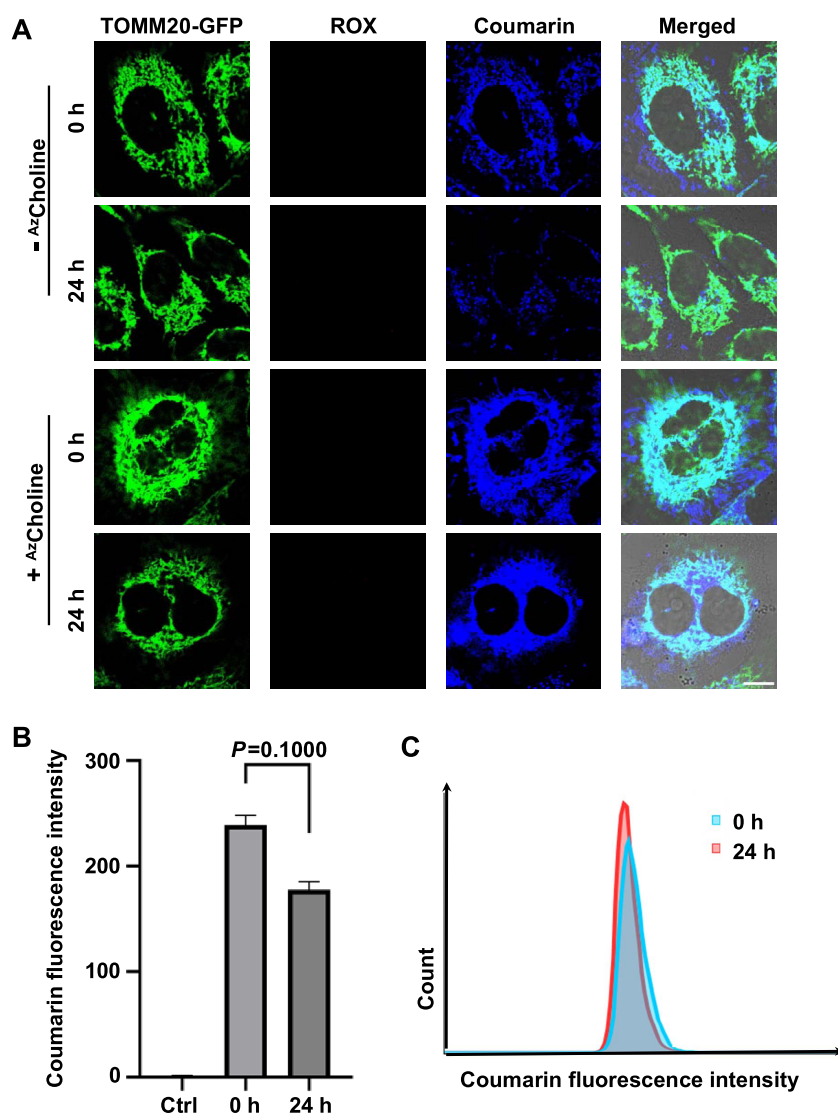 A
TOMM20-GFP ROX Coumarin Merged
0 h
- AzCholine
24 h
0 h
+ AzCholine
24 h
B
P=0.1000
Coumarin fluorescence intensity
300
200
100
0
Ctrl 0 h 24 h
C
0 h
24 h
Count
Coumarin fluorescence intensity